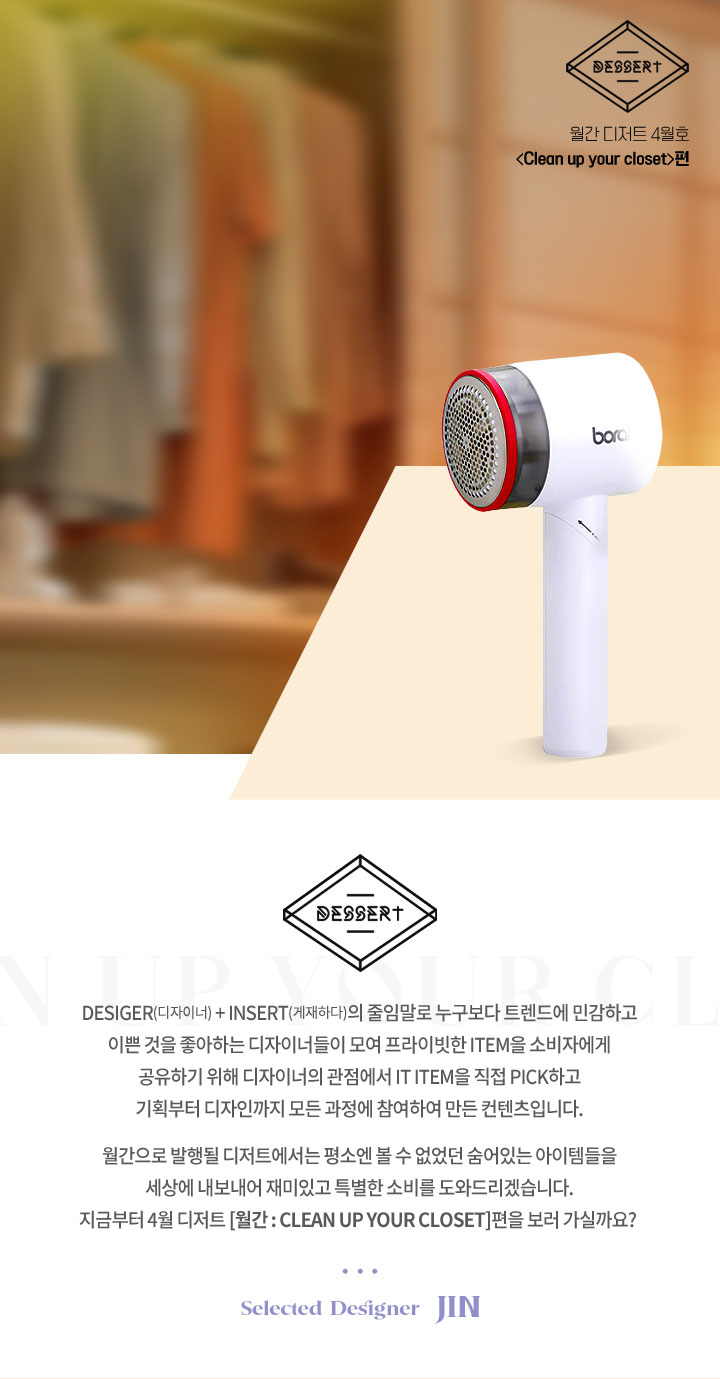 DESSERT
월간 디저트 4월호
<Clean up your closet>편
bora
DESSERT
N UP YOUR CL
DESIGER(디자이너) + INSERT(게재하다)의 줄임말로 누구보다 트렌드에 민감하고
이쁜 것을 좋아하는 디자이너들이 모여 프라이빗한 ITEM을 소비자에게
공유하기 위해 디자이너의 관점에서 IT ITEM을 직접 PICK하고
기획부터 디자인까지 모든 과정에 참여하여 만든 컨텐츠입니다.
월간으로 발행될 디저트에서는 평소엔 볼 수 없었던 숨어있는 아이템들을
세상에 내보내어 재미있고 특별한 소비를 도와드리겠습니다.
지금부터 4월 디저트 [월간 : CLEAN UP YOUR CLOSET]편을 보러 가실까요?
Selected Designer JIN